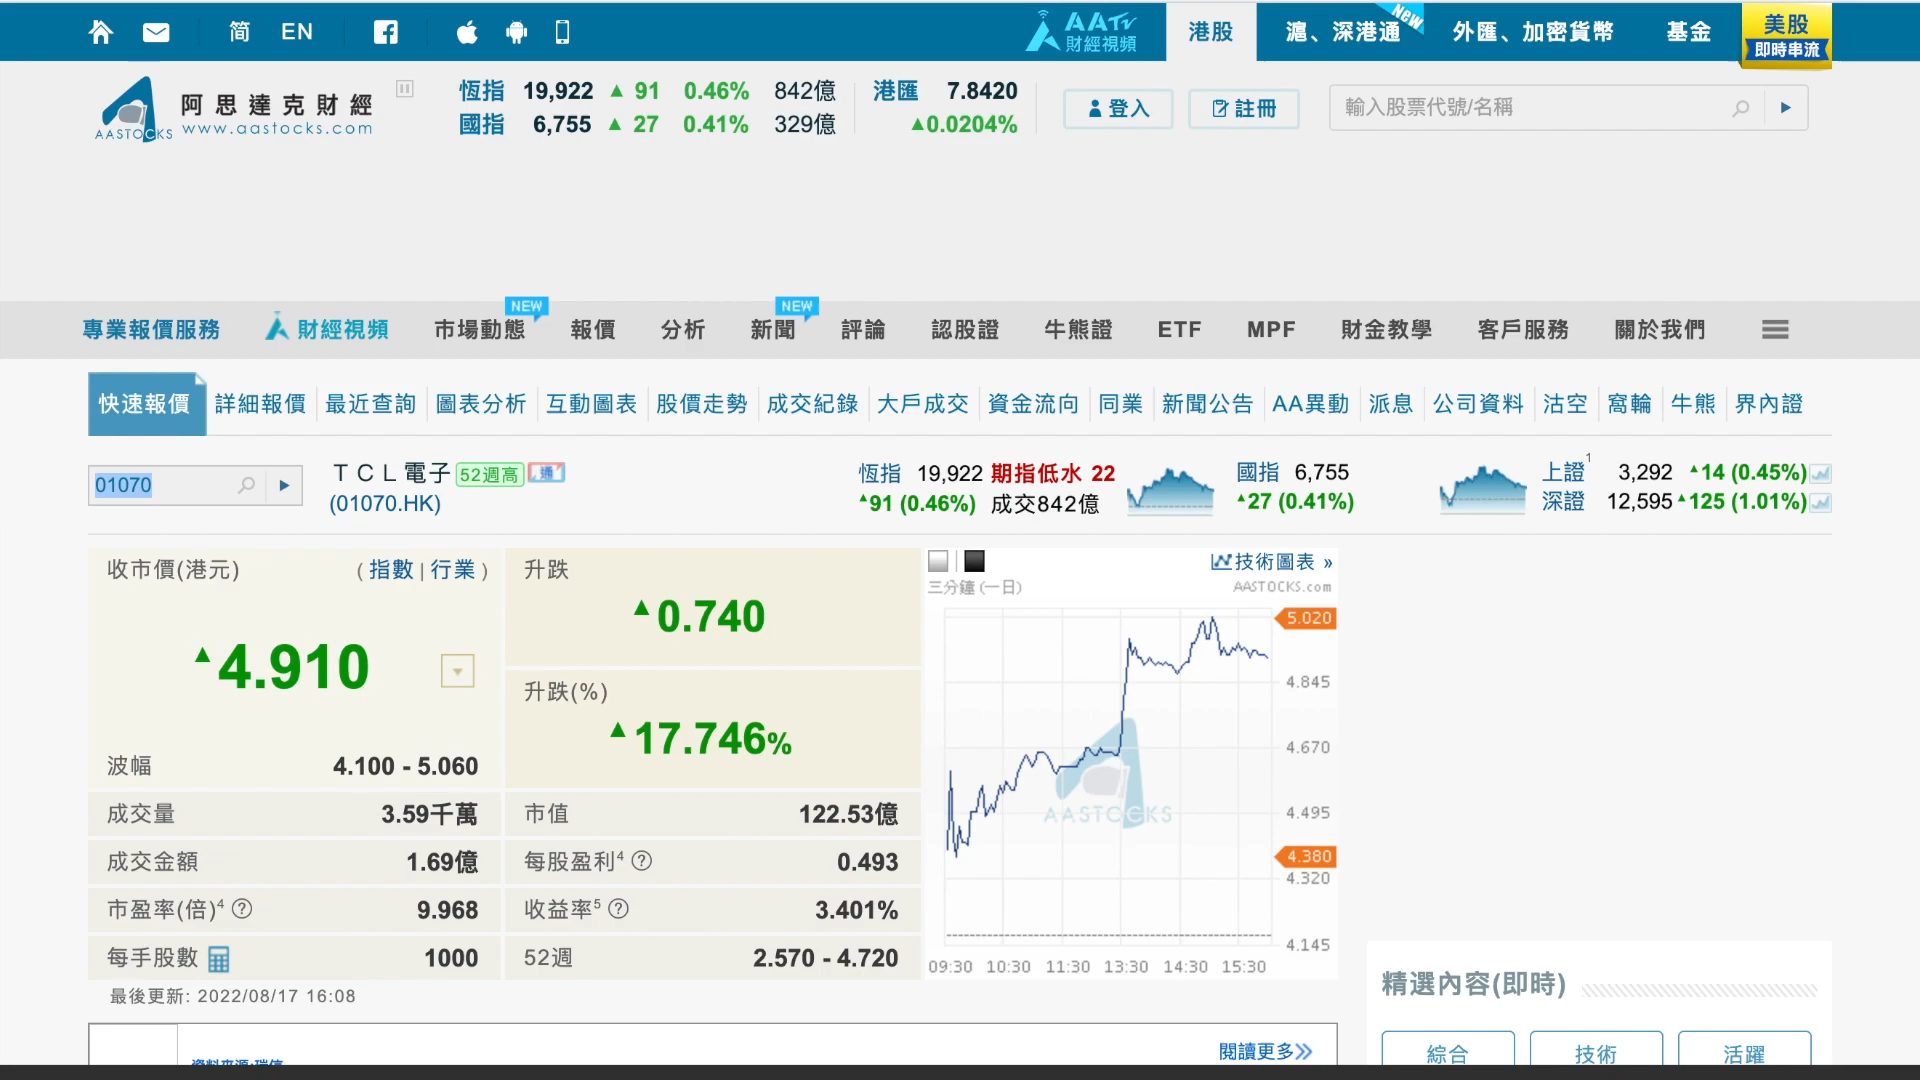 简 EN
AATV 財經視頻
港股
滬、深港通 New
外匯、加密貨幣
基金
美股
即時串流
AASTOCKS
阿思達克財經
www.aastocks.com
恆指 19,922 ▲ 91 0.46% 842億
國指 6,755 ▲ 27 0.41% 329億
港匯 7.8420
▲0.0204%
登入
註冊
輸入股票代號/名稱
專業報價服務 財經視頻 市場動態 NEW 報價 分析 新聞 NEW 評論 認股證 牛熊證 ETF MPF 財金教學 客戶服務 關於我們
快速報價 詳細報價 最近查詢 圖表分析 互動圖表 股價走勢 成交紀錄 大戶成交 資金流向 同業 新聞公告 AA異動 派息 公司資料 沽空 窩輪 牛熊 界內證
01070
ＴＣＬ電子 52週高 通
(01070.HK)
恆指 19,922 期指低水 22
▲91 (0.46%) 成交842億
國指 6,755
▲27 (0.41%)
上證1 3,292 ▲14 (0.45%)
深證 12,595 ▲125 (1.01%)
收市價(港元) ( 指數 | 行業 )
▲4.910
波幅 4.100 - 5.060
升跌
▲0.740
升跌(%)
▲17.746%
成交量 3.59千萬
市值 122.53億
成交金額 1.69億
每股盈利4 ? 0.493
市盈率(倍)4 ? 9.968
收益率5 ? 3.401%
每手股數 1000
52週 2.570 - 4.720
最後更新: 2022/08/17 16:08
技術圖表 »
三分鐘 (一日) AASTOCKS.com
5.020
4.845
4.670
4.495
4.380
4.320
4.145
AASTOCKS
09:30 10:30 11:30 13:30 14:30 15:30
精選內容(即時)
綜合 技術 活躍
閱讀更多
資料來源:瑞信